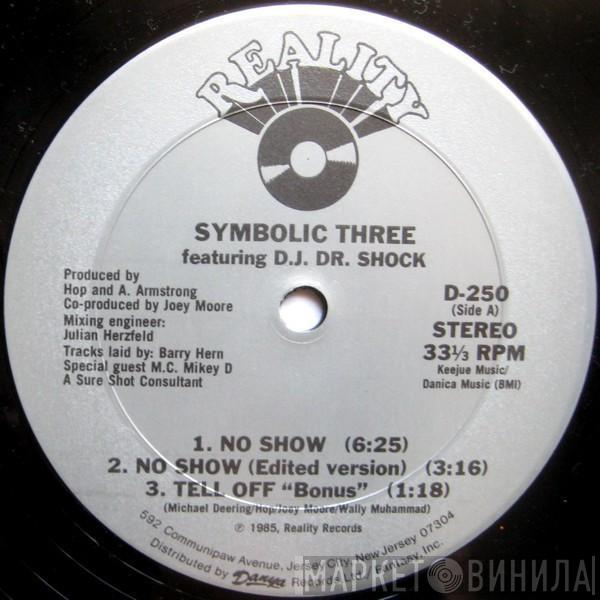 REALITY
SYMBOLIC THREE
featuring D.J. DR. SHOCK
Produced by
Hop and A. Armstrong
Co-produced by Joey Moore
Mixing engineer:
Julian Herzfeld
Tracks laid by: Barry Hern
Special guest M.C. Mikey D
A Sure Shot Consultant
D-250
(Side A)
STEREO
33⅓ RPM
Keejue Music/
Danica Music (BMI)
1. NO SHOW (6:25)
2. NO SHOW (Edited version) (3:16)
3. TELL OFF “Bonus” (1:18)
(Michael Deering/Hop/Joey Moore/Wally Muhammad)
℗ 1985, Reality Records
592 Communipaw Avenue, Jersey City, New Jersey 07304
Distributed by Danya Records Ltd./Fantasy, Inc.
МАРКЕТ ВИНИЛА